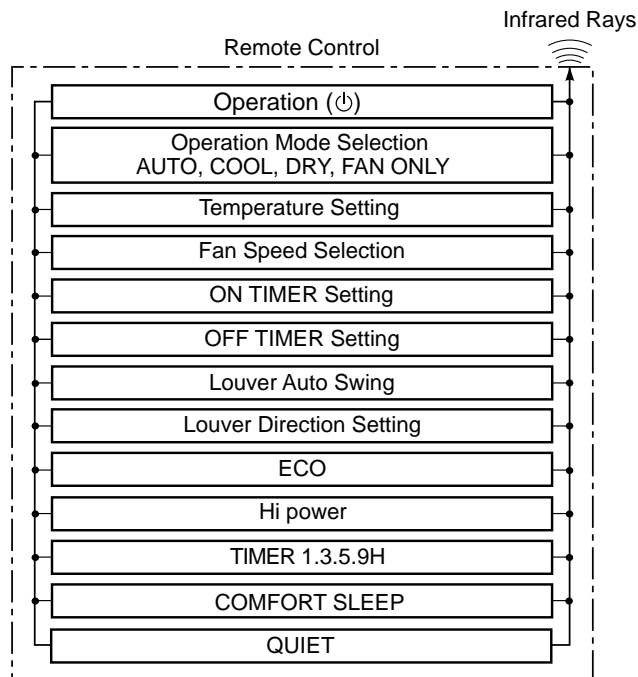 Infrared Rays
Remote Control
Operation (⏻)
Operation Mode Selection
AUTO, COOL, DRY, FAN ONLY
Temperature Setting
Fan Speed Selection
ON TIMER Setting
OFF TIMER Setting
Louver Auto Swing
Louver Direction Setting
ECO
Hi power
TIMER 1.3.5.9H
COMFORT SLEEP
QUIET